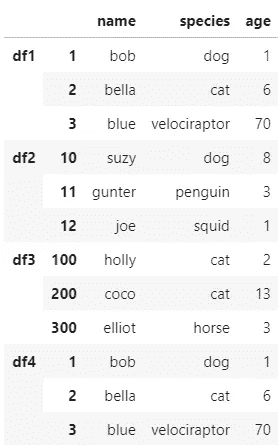 name species age
df1 1 bob dog 1
2 bella cat 6
3 blue velociraptor 70
df2 10 suzy dog 8
11 gunter penguin 3
12 joe squid 1
df3 100 holly cat 2
200 coco cat 13
300 elliot horse 3
df4 1 bob dog 1
2 bella cat 6
3 blue velociraptor 70